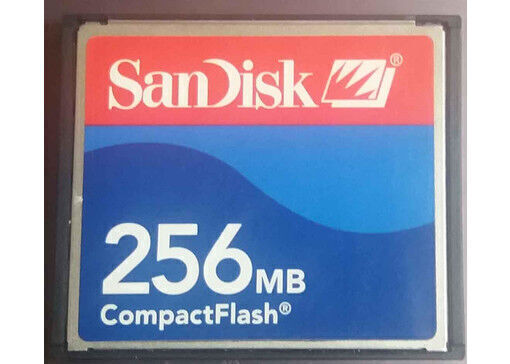 SanDisk ®
256MB
CompactFlash®